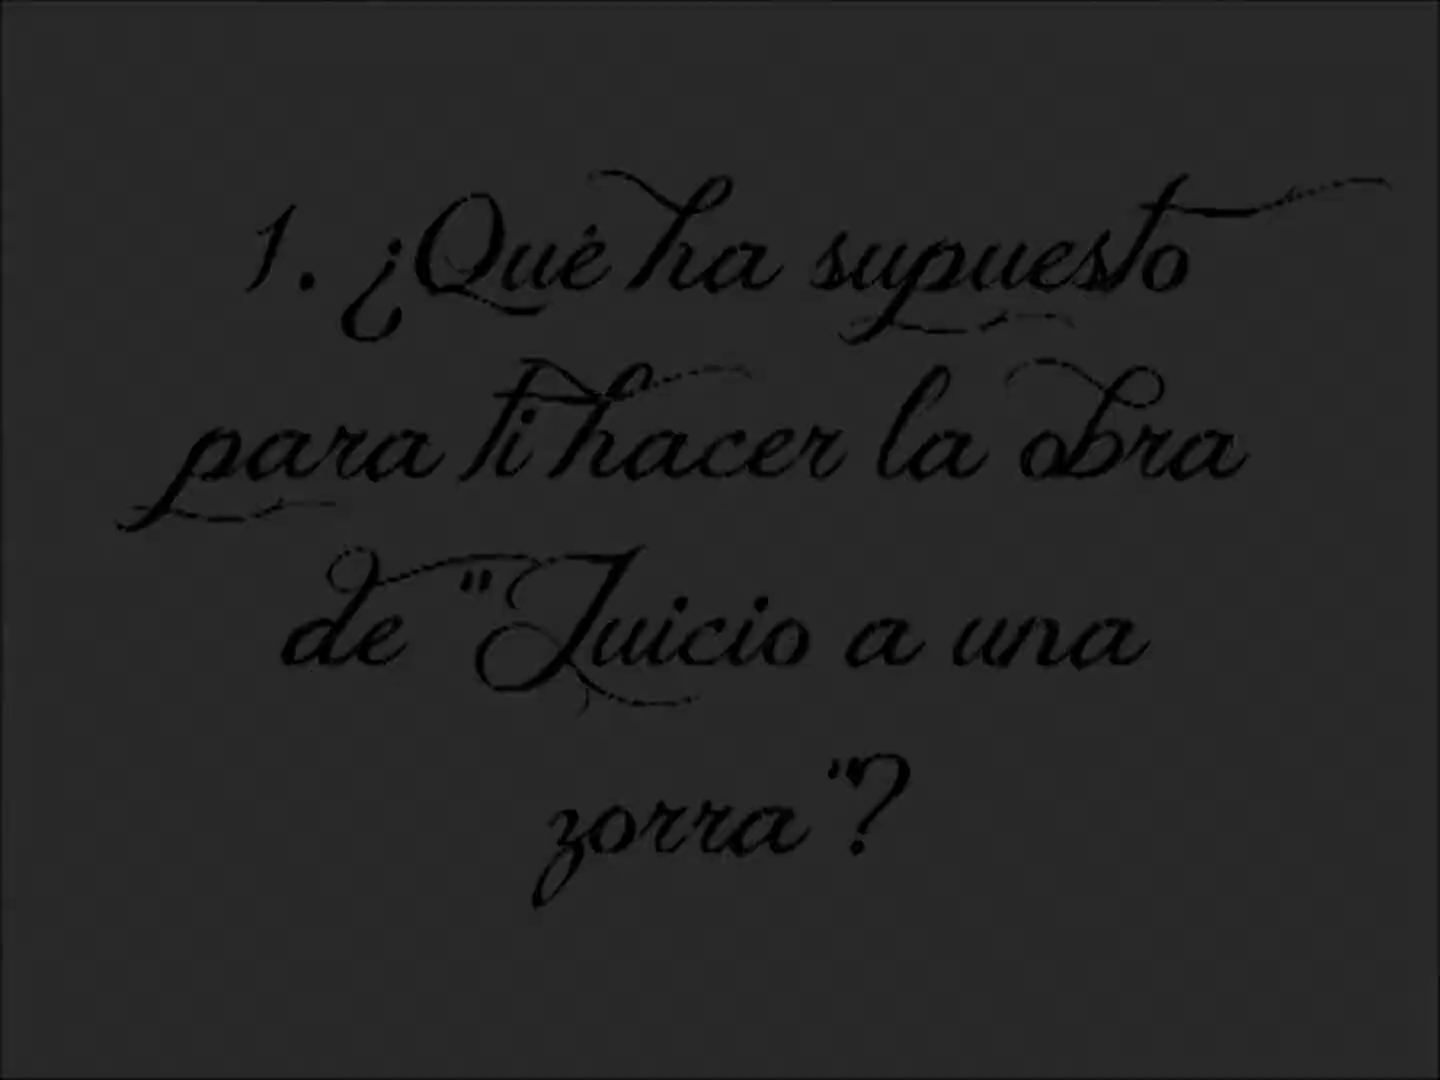 1. ¿Qué ha supuesto
para ti hacer la obra
de "Juicio a una
zorra"?